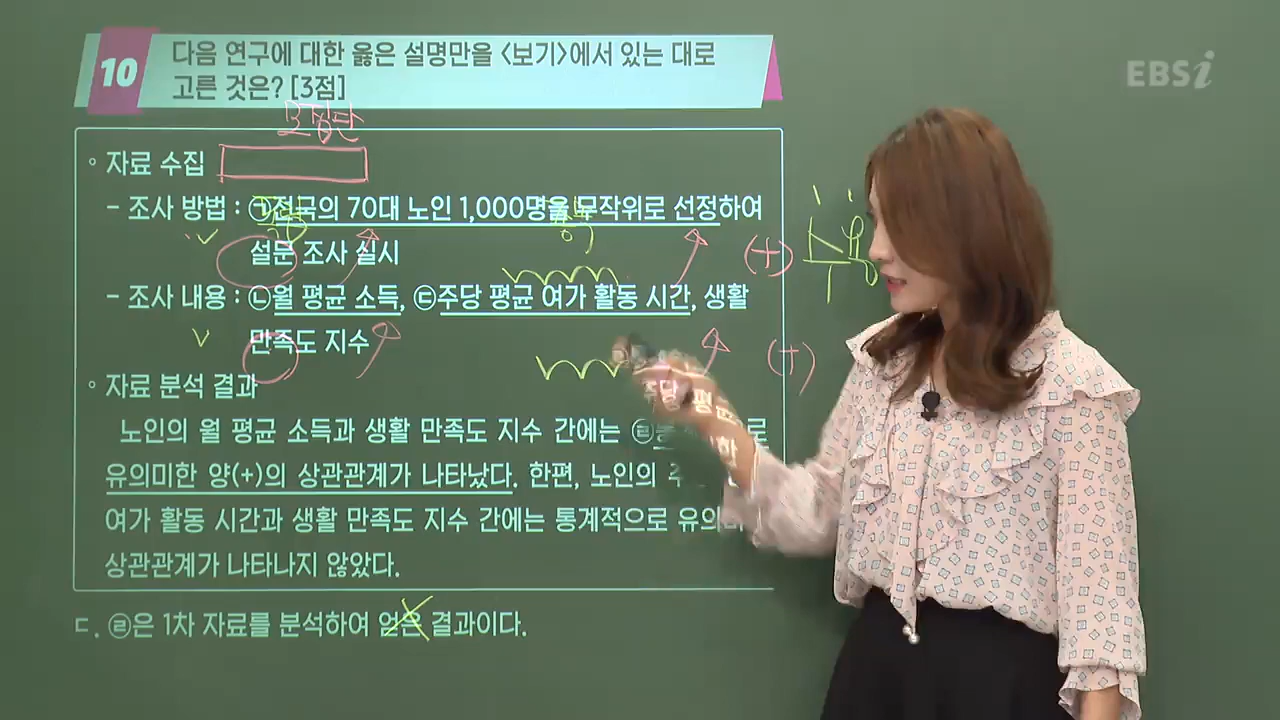 10
다음 연구에 대한 옳은 설명만을 <보기>에서 있는 대로
고른 것은? [3점]
EBSi
모집단
◦ 자료 수집
- 조사 방법 : ㉠전국의 70대 노인 1,000명을 무작위로 선정하여
설문 조사 실시
(+)
- 조사 내용 : ㉡월 평균 소득, ㉢주당 평균 여가 활동 시간, 생활
만족도 지수
(+)
◦ 자료 분석 결과
노인의 월 평균 소득과 생활 만족도 지수 간에는 ㉣ 로
유의미한 양(+)의 상관관계가 나타났다. 한편, 노인의
여가 활동 시간과 생활 만족도 지수 간에는 통계적으로
상관관계가 나타나지 않았다.
ㄷ. ㉣은 1차 자료를 분석하여 얻은 결과이다.